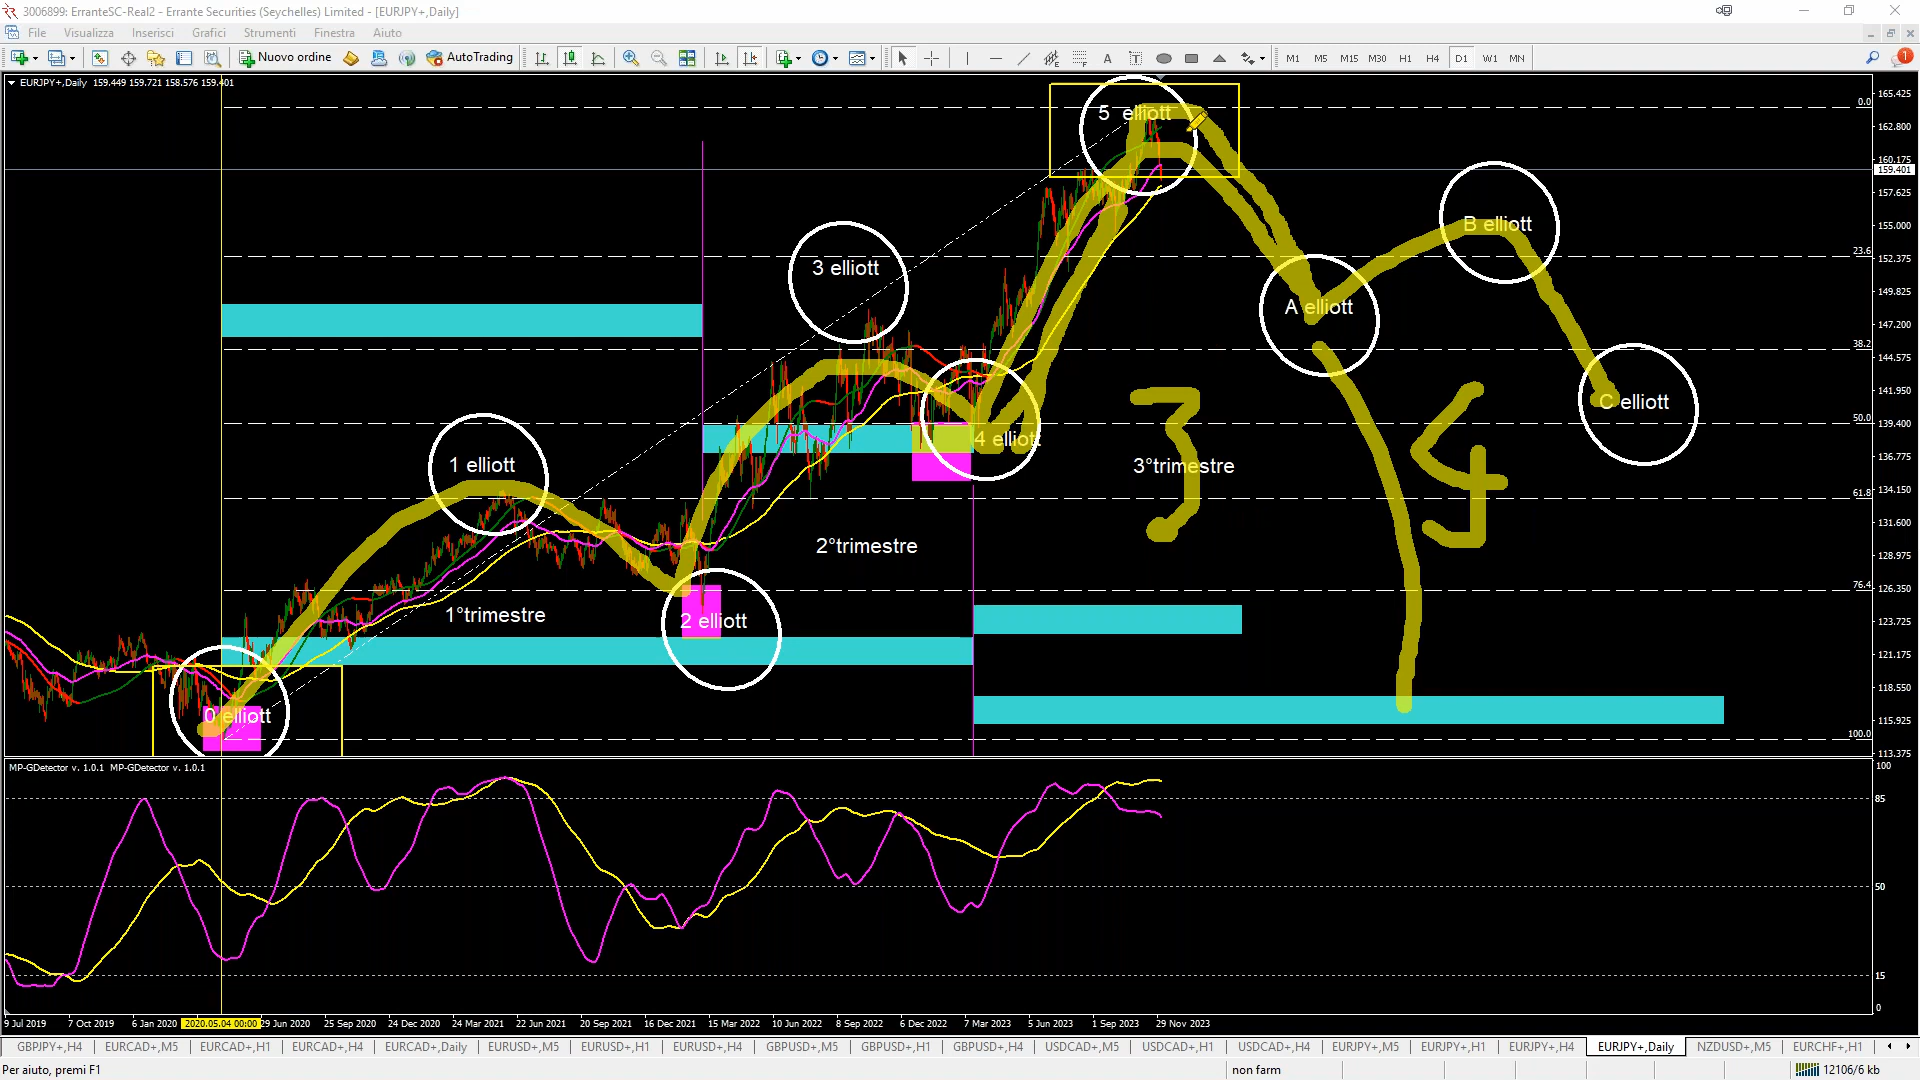 3006899: ErranteSC-Real2 - Errante Securities (Seychelles) Limited - [EURJPY+,Daily]
File Visualizza Inserisci Grafici Strumenti Finestra Aiuto
Nuovo ordine AutoTrading A T M1 M5 M15 M30 H1 H4 D1 W1 MN 1
EURJPY+,Daily 159.449 159.721 158.576 159.401
165.425
0.0
5 elliott
162.800
160.175
159.401
157.625
B elliott
155.000
23.6
152.375
3 elliott
149.825
A elliott
147.200
38.2
144.575
141.950
C elliott
50.0
139.400
4 elliott
3
4
1 elliott
3°trimestre
136.775
61.8
134.150
131.600
2°trimestre
128.975
76.4
126.350
1°trimestre
2 elliott
123.725
121.175
118.550
0 elliott
115.925
100.0
113.375
MP-GDetector v. 1.0.1 MP-GDetector v. 1.0.1
100
85
50
15
0
9 Jul 2019 7 Oct 2019 6 Jan 2020 2020.05.04 00:00 29 Jun 2020 25 Sep 2020 24 Dec 2020 24 Mar 2021 22 Jun 2021 20 Sep 2021 16 Dec 2021 15 Mar 2022 10 Jun 2022 8 Sep 2022 6 Dec 2022 7 Mar 2023 5 Jun 2023 1 Sep 2023 29 Nov 2023
GBPJPY+,H4 EURCAD+,M5 EURCAD+,H1 EURCAD+,H4 EURCAD+,Daily EURUSD+,M5 EURUSD+,H1 EURUSD+,H4 GBPUSD+,M5 GBPUSD+,H1 GBPUSD+,H4 USDCAD+,M5 USDCAD+,H1 USDCAD+,H4 EURJPY+,M5 EURJPY+,H1 EURJPY+,H4 EURJPY+,Daily NZDUSD+,M5 EURCHF+,H1
Per aiuto, premi F1 non farm 12106/6 kb